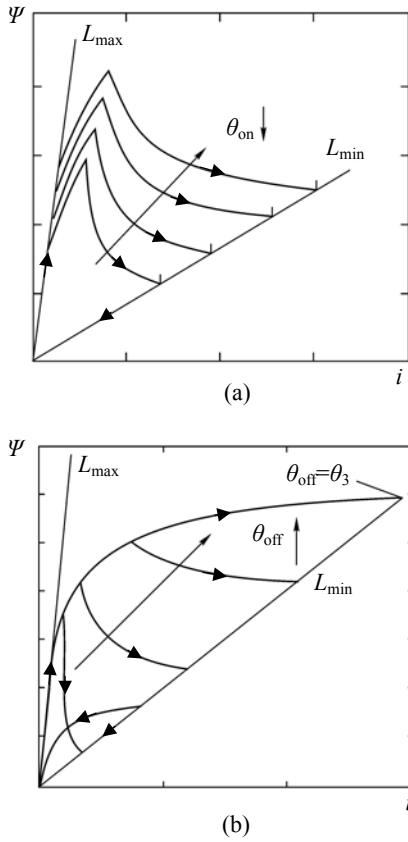 Ψ
L_max
θ_on ↓
L_min
i
(a)
Ψ
L_max
θ_off=θ_3
θ_off ↑
L_min
i
(b)